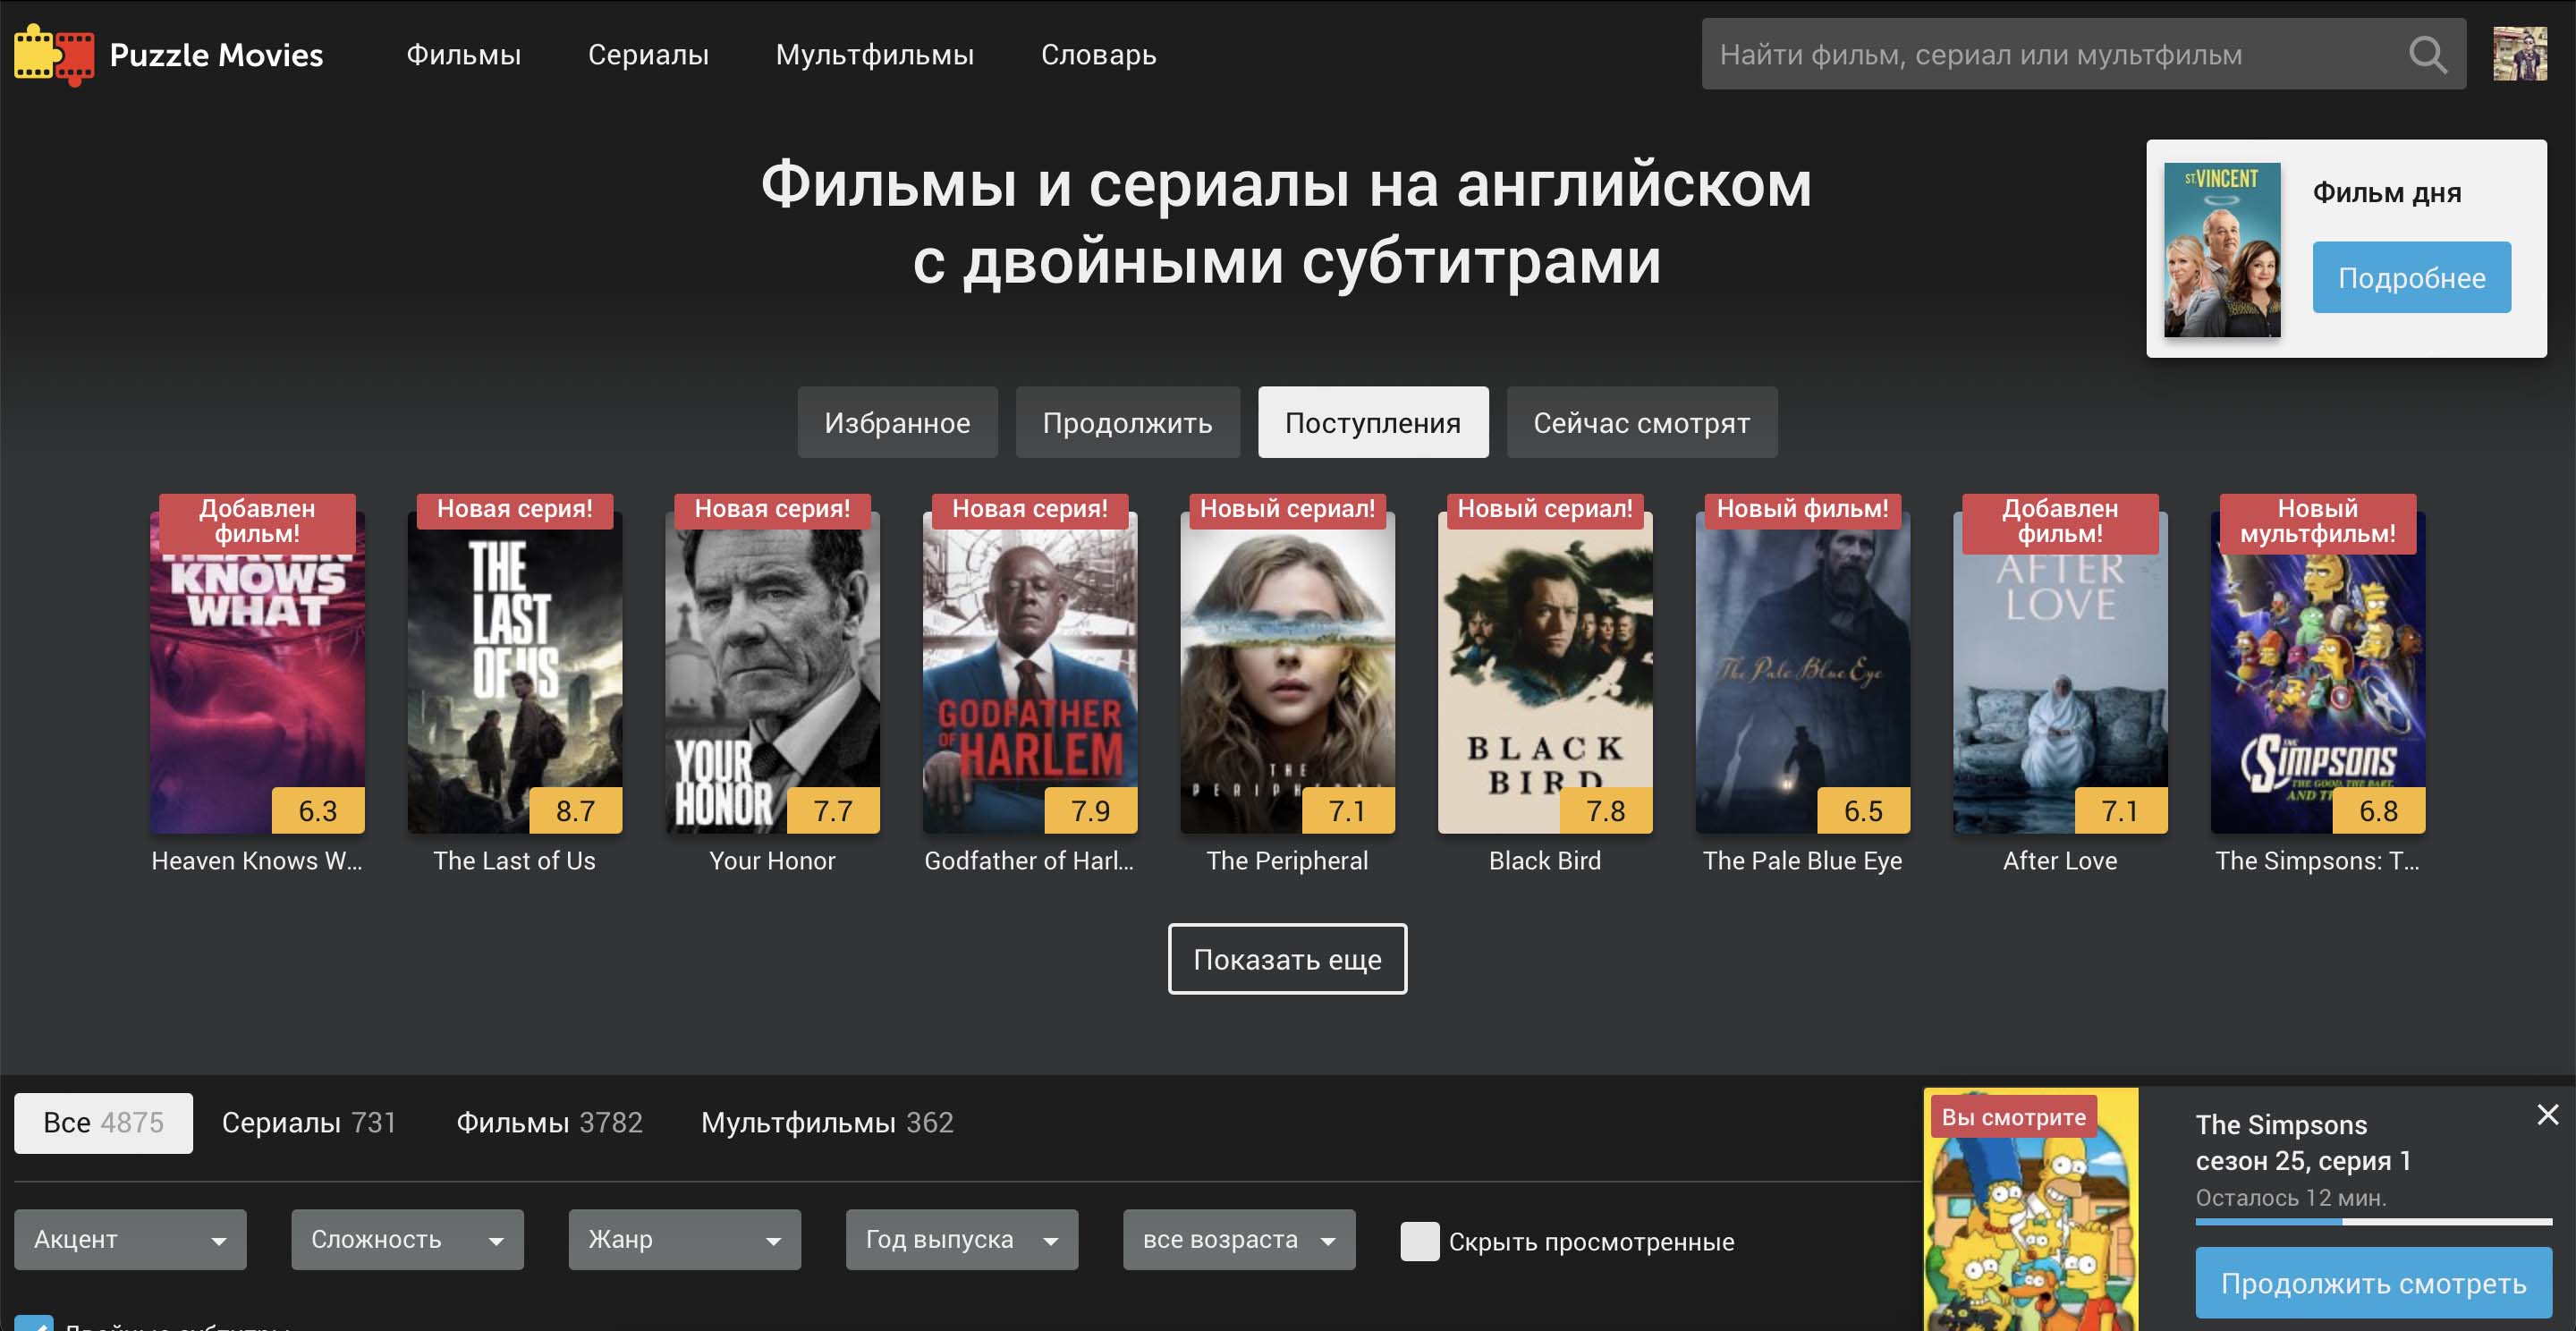 Puzzle Movies
Фильмы
Сериалы
Мультфильмы
Словарь
Найти фильм, сериал или мультфильм
Фильмы и сериалы на английском
с двойными субтитрами
ST. VINCENT
Фильм дня
Подробнее
Избранное
Продолжить
Поступления
Сейчас смотрят
Добавлен
фильм!
HEAVEN
KNOWS
WHAT
6.3
Heaven Knows W...
Новая серия!
THE
LAST
OF US
8.7
The Last of Us
Новая серия!
YOUR
HONOR
7.7
Your Honor
Новая серия!
GODFATHER
OF HARLEM
7.9
Godfather of Harl...
Новый сериал!
THE
7.1
The Peripheral
Новый сериал!
BLACK
BIRD
7.8
Black Bird
Новый фильм!
The Pale Blue Eye
6.5
The Pale Blue Eye
Добавлен
фильм!
AFTER
LOVE
7.1
After Love
Новый
мультфильм!
THE
SIMPSONS
THE GOOD, THE BART,
AND
6.8
The Simpsons: T...
Показать еще
Все 4875
Сериалы 731
Фильмы 3782
Мультфильмы 362
Акцент
Сложность
Жанр
Год выпуска
все возраста
Скрыть просмотренные
Вы смотрите
The Simpsons
сезон 25, серия 1
Осталось 12 мин.
Продолжить смотреть